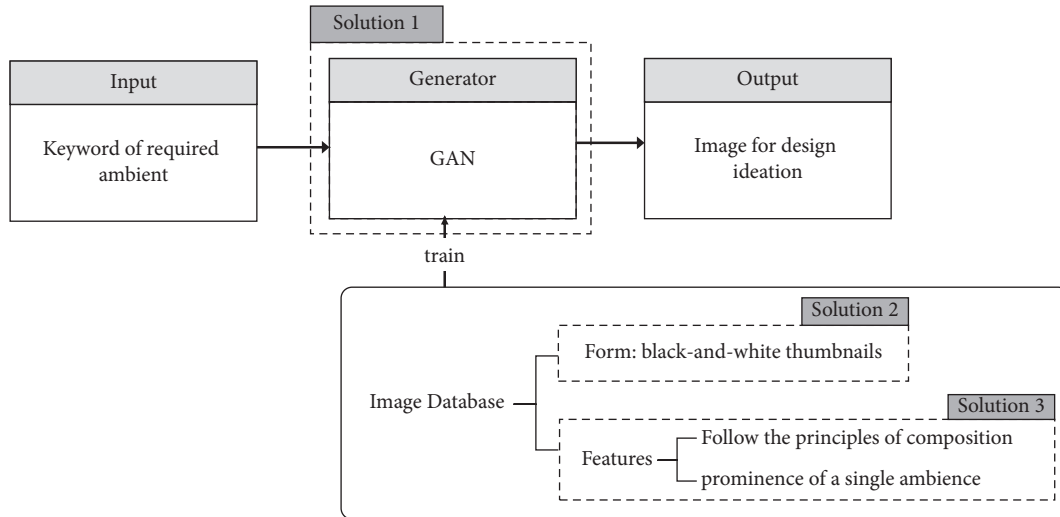 Solution 1
Input
Generator
Output
Keyword of required
ambient
GAN
Image for design
ideation
train
Solution 2
Form: black-and-white thumbnails
Image Database
Solution 3
Features
Follow the principles of composition
prominence of a single ambience